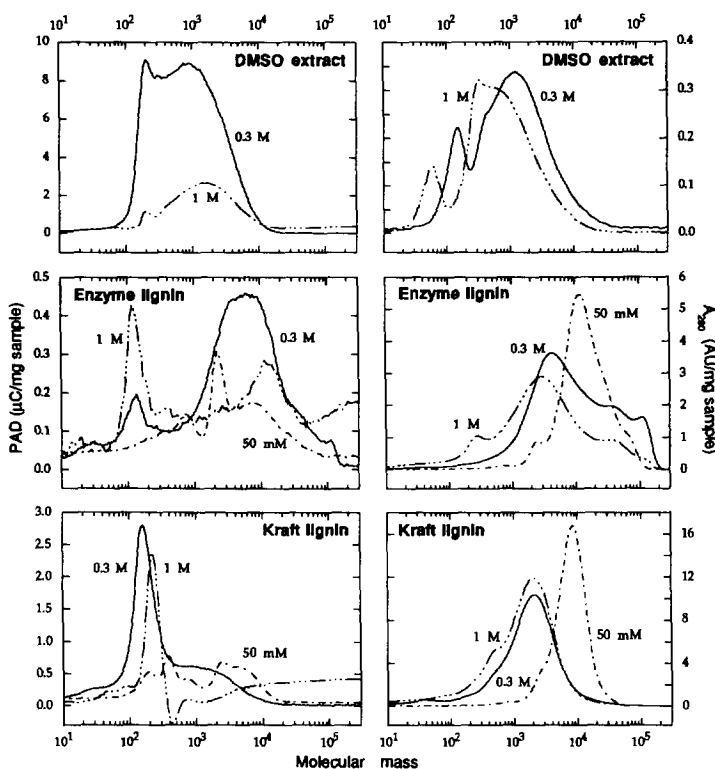 10¹ 10² 10³ 10⁴ 10⁵
10¹ 10² 10³ 10⁴ 10⁵
10
8
6
4
2
0
DMSO extract
0.3 M
1 M
0.4
0.3
0.2
0.1
0.0
DMSO extract
1 M
0.3 M
0.5
0.4
0.3
0.2
0.1
0.0
Enzyme lignin
1 M
0.3 M
50 mM
PAD (µC/mg sample)
6
5
4
3
2
1
0
Enzyme lignin
50 mM
0.3 M
1 M
A₂₈₀ (AU/mg sample)
3.0
2.5
2.0
1.5
1.0
0.5
0.0
Kraft lignin
0.3 M
1 M
50 mM
16
12
8
4
0
Kraft lignin
1 M
50 mM
0.3 M
10¹ 10² 10³ 10⁴ 10⁵
10¹ 10² 10³ 10⁴ 10⁵
Molecular mass